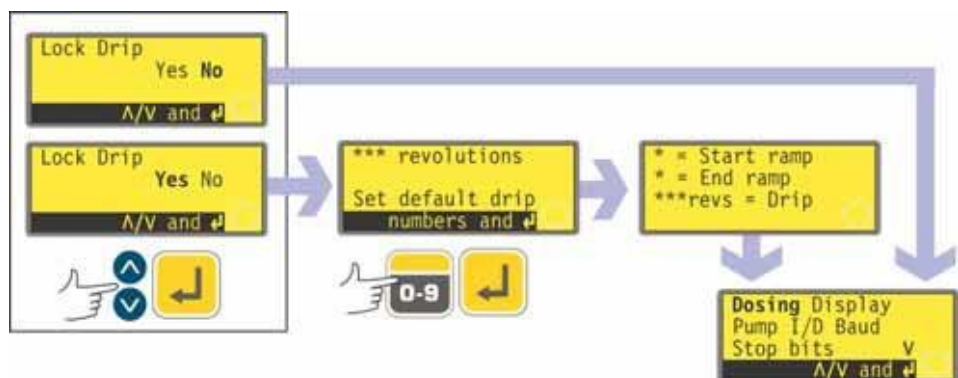 Lock Drip
Yes No
Λ/V and ↵
Lock Drip
Yes No
Λ/V and ↵
*** revolutions
Set default drip
numbers and ↵
* = Start ramp
* = End ramp
***revs = Drip
0-9
Dosing Display
Pump I/D Baud
Stop bits V
Λ/V and ↵